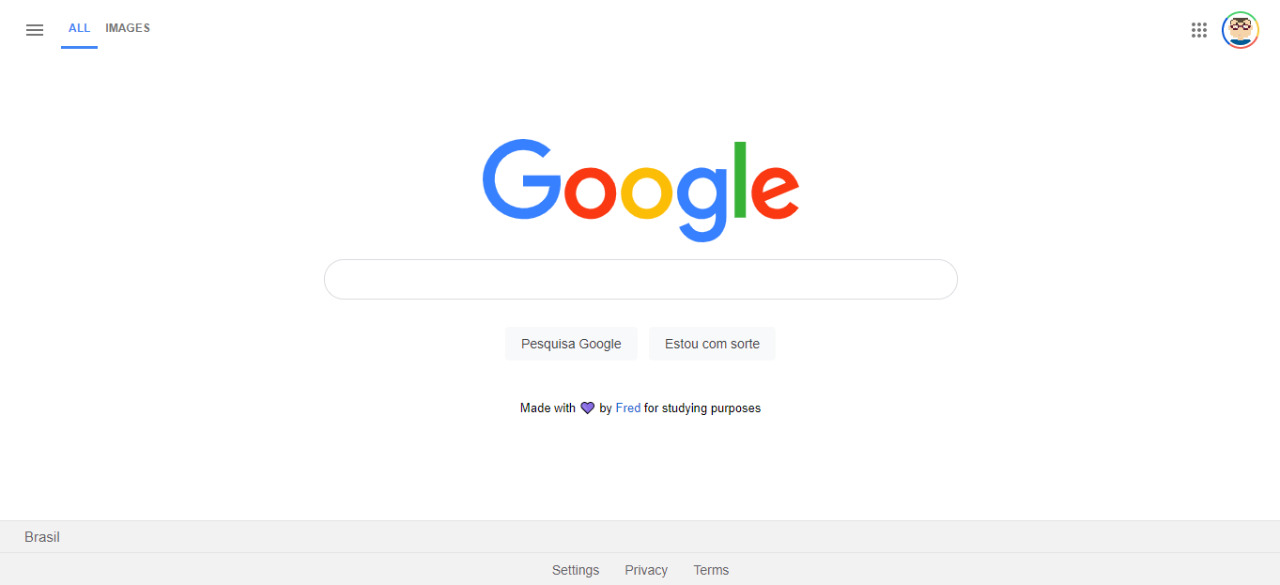 ALL IMAGES
Google
Pesquisa Google Estou com sorte
Made with 💜 by Fred for studying purposes
Brasil
Settings Privacy Terms